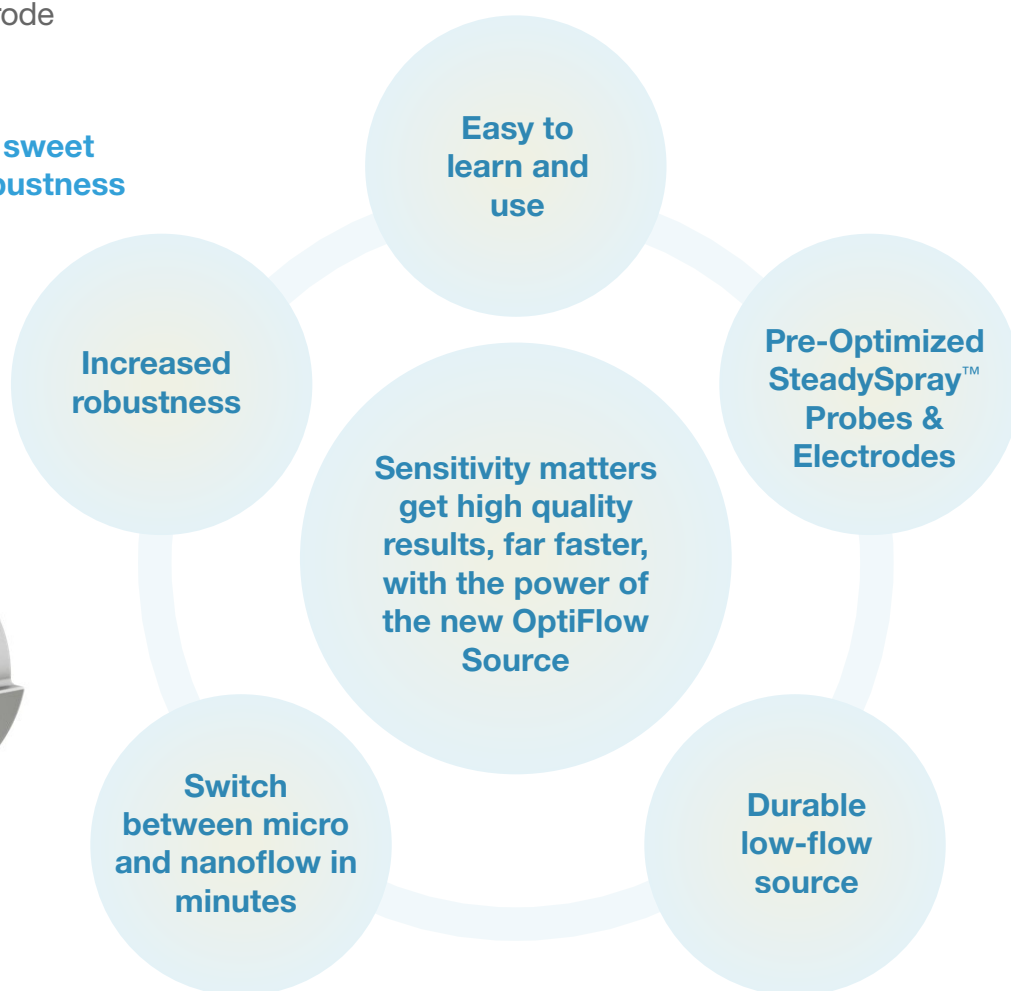 sweet
Easy to
learn and
use
Increased
robustness
Pre-Optimized
SteadySpray™
Probes &
Electrodes
Sensitivity matters
get high quality
results, far faster,
with the power of
the new OptiFlow
Source
Switch
between micro
and nanoflow in
minutes
Durable
low-flow
source